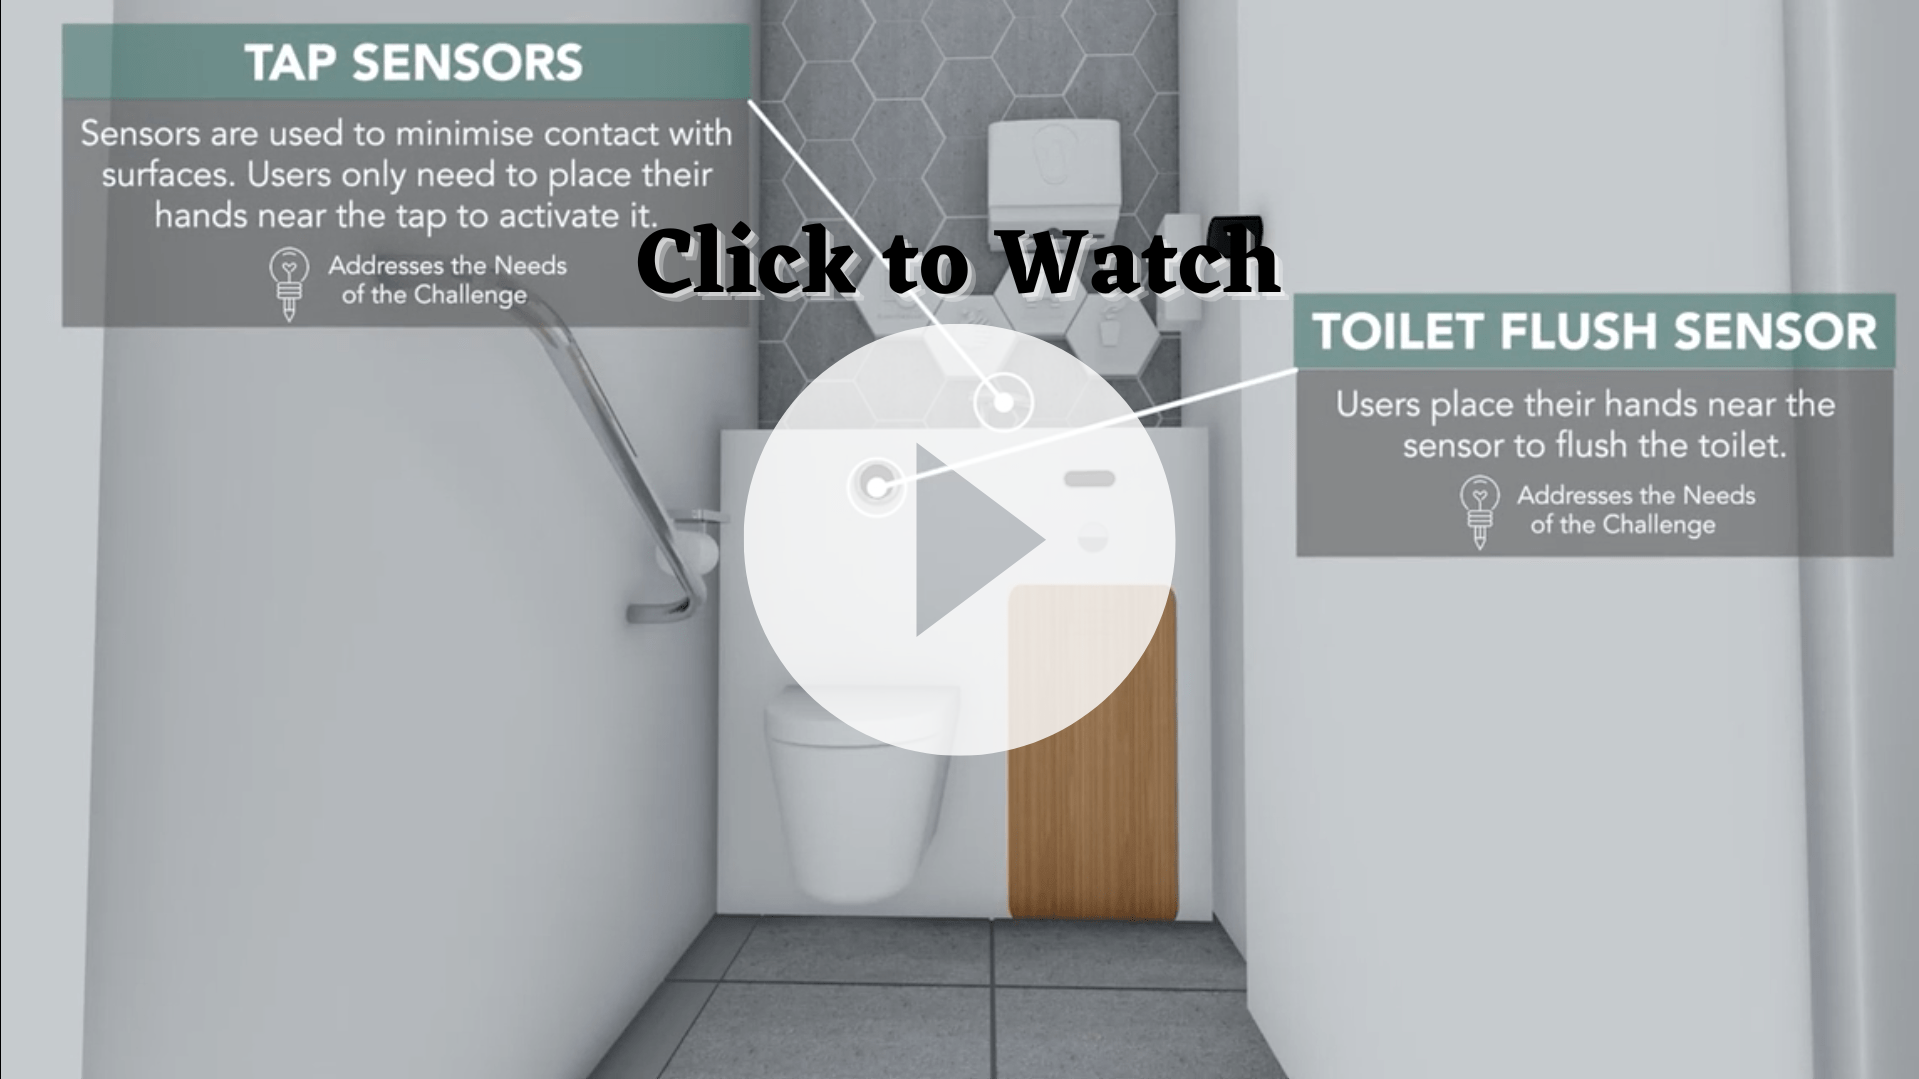 TAP SENSORS
Sensors are used to minimise contact with
surfaces. Users only need to place their
hands near the tap to activate it.
Addresses the Needs
of the Challenge
Click to Watch
TOILET FLUSH SENSOR
Users place their hands near the
sensor to flush the toilet.
Addresses the Needs
of the Challenge